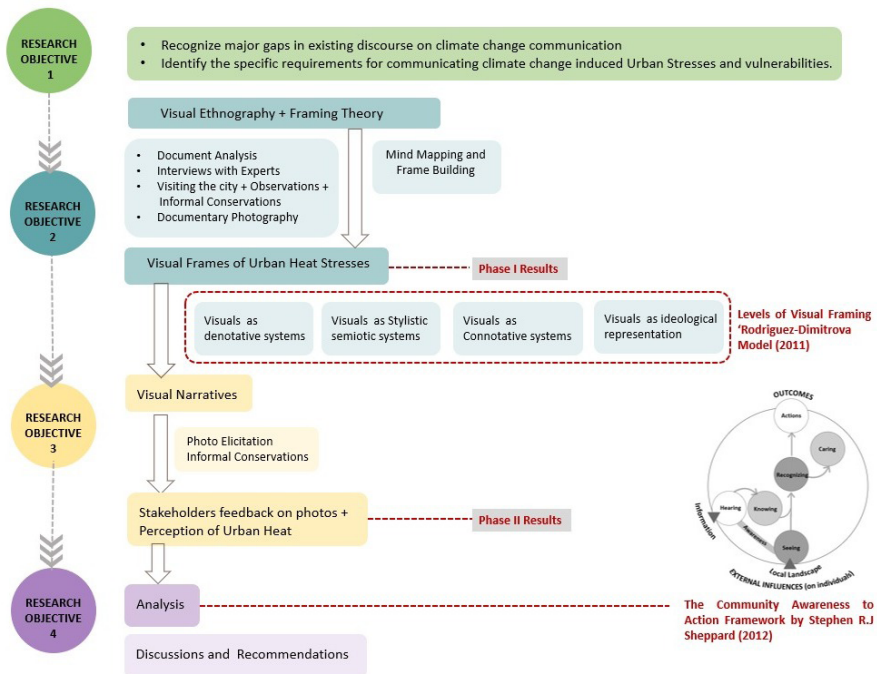 RESEARCH
OBJECTIVE
1
• Recognize major gaps in existing discourse on climate change communication
• Identify the specific requirements for communicating climate change induced Urban Stresses and vulnerabilities.
Visual Ethnography + Framing Theory
• Document Analysis
• Interviews with Experts
• Visiting the city + Observations +
Informal Conservations
• Documentary Photography
Mind Mapping and
Frame Building
RESEARCH
OBJECTIVE
2
Visual Frames of Urban Heat Stresses
Phase I Results
Visuals as
denotative systems
Visuals as Stylistic
semiotic systems
Visuals as
Connotative systems
Visuals as ideological
representation
Levels of Visual Framing
‘Rodriguez-Dimitrova
Model (2011)
Visual Narratives
RESEARCH
OBJECTIVE
3
Photo Elicitation
Informal Conservations
Stakeholders feedback on photos +
Perception of Urban Heat
Phase II Results
OUTCOMES
Actions
Caring
Recognizing
Hearing
Knowing
Awareness
Seeing
Information
Local Landscape
EXTERNAL INFLUENCES (on individuals)
RESEARCH
OBJECTIVE
4
Analysis
The Community Awareness to
Action Framework by Stephen R.J
Sheppard (2012)
Discussions and Recommendations